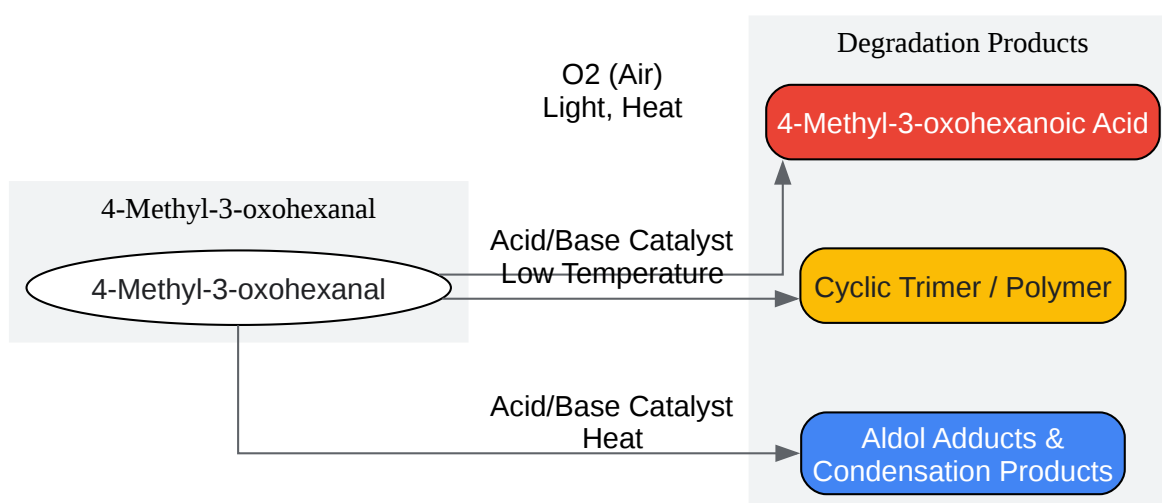 Degradation Products
O2 (Air)
Light, Heat
4-Methyl-3-oxohexanoic Acid
4-Methyl-3-oxohexanal
4-Methyl-3-oxohexanal
Acid/Base Catalyst
Low Temperature
Cyclic Trimer / Polymer
Acid/Base Catalyst
Heat
Aldol Adducts &
Condensation Products